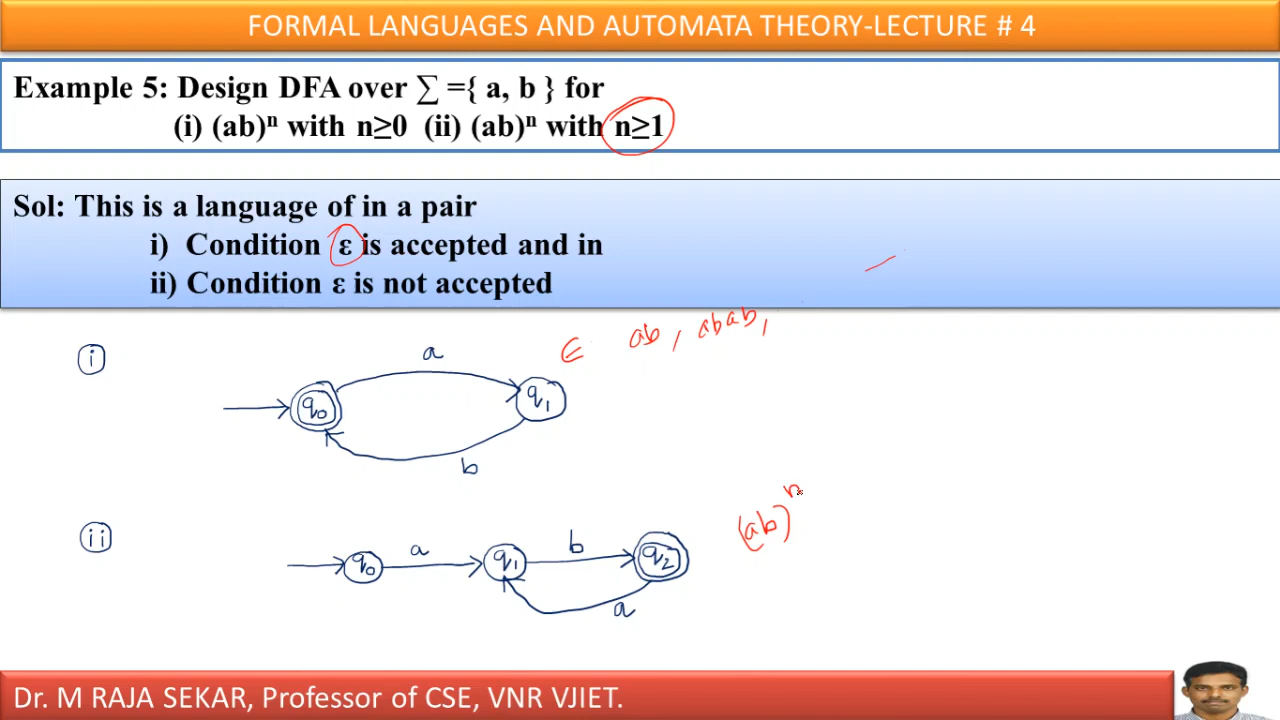 FORMAL LANGUAGES AND AUTOMATA THEORY-LECTURE # 4
Example 5: Design DFA over ∑ ={ a, b } for
(i) (ab)ⁿ with n≥0 (ii) (ab)ⁿ with n≥1
Sol: This is a language of in a pair
i) Condition ε is accepted and in
ii) Condition ε is not accepted
∈ ab, abab,
i
a
q₀ q₁
b
(ab)ⁿ
ii
a b
q₀ q₁ q₂
a
Dr. M RAJA SEKAR, Professor of CSE, VNR VJIET.